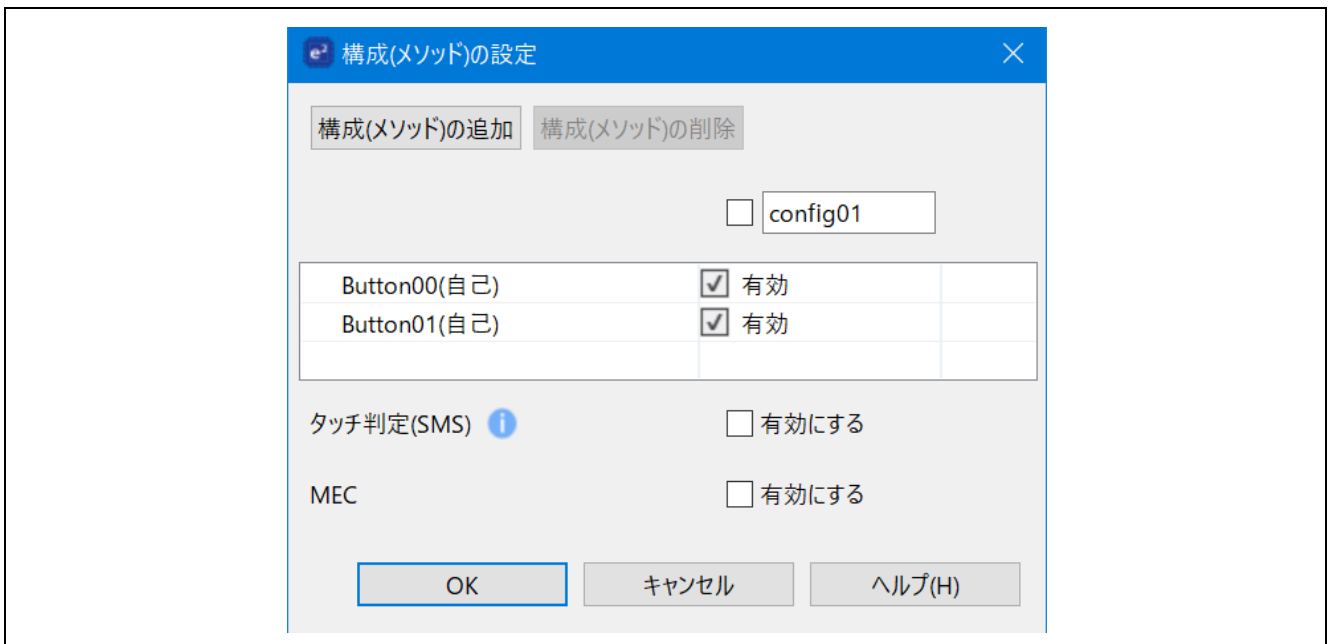 e² 構成(メソッド)の設定
構成(メソッド)の追加 構成(メソッド)の削除
config01
Button00(自己) 有効
Button01(自己) 有効
タッチ判定(SMS) i 有効にする
MEC 有効にする
OK キャンセル ヘルプ(H)